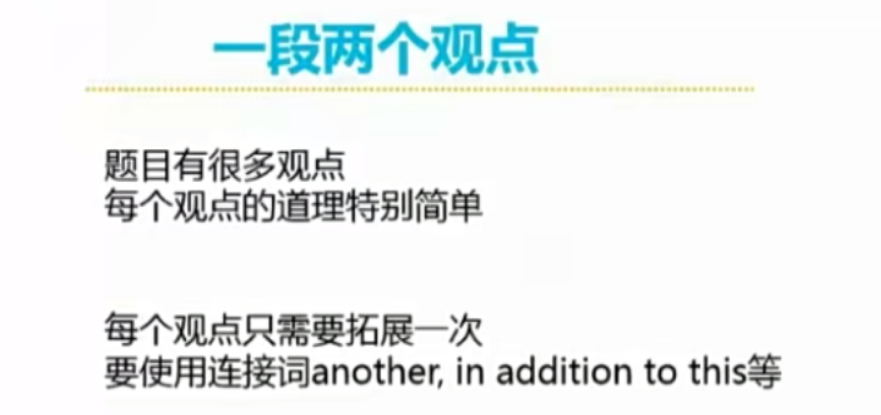 一段两个观点
题目有很多观点
每个观点的道理特别简单
每个观点只需要拓展一次
要使用连接词another, in addition to this等